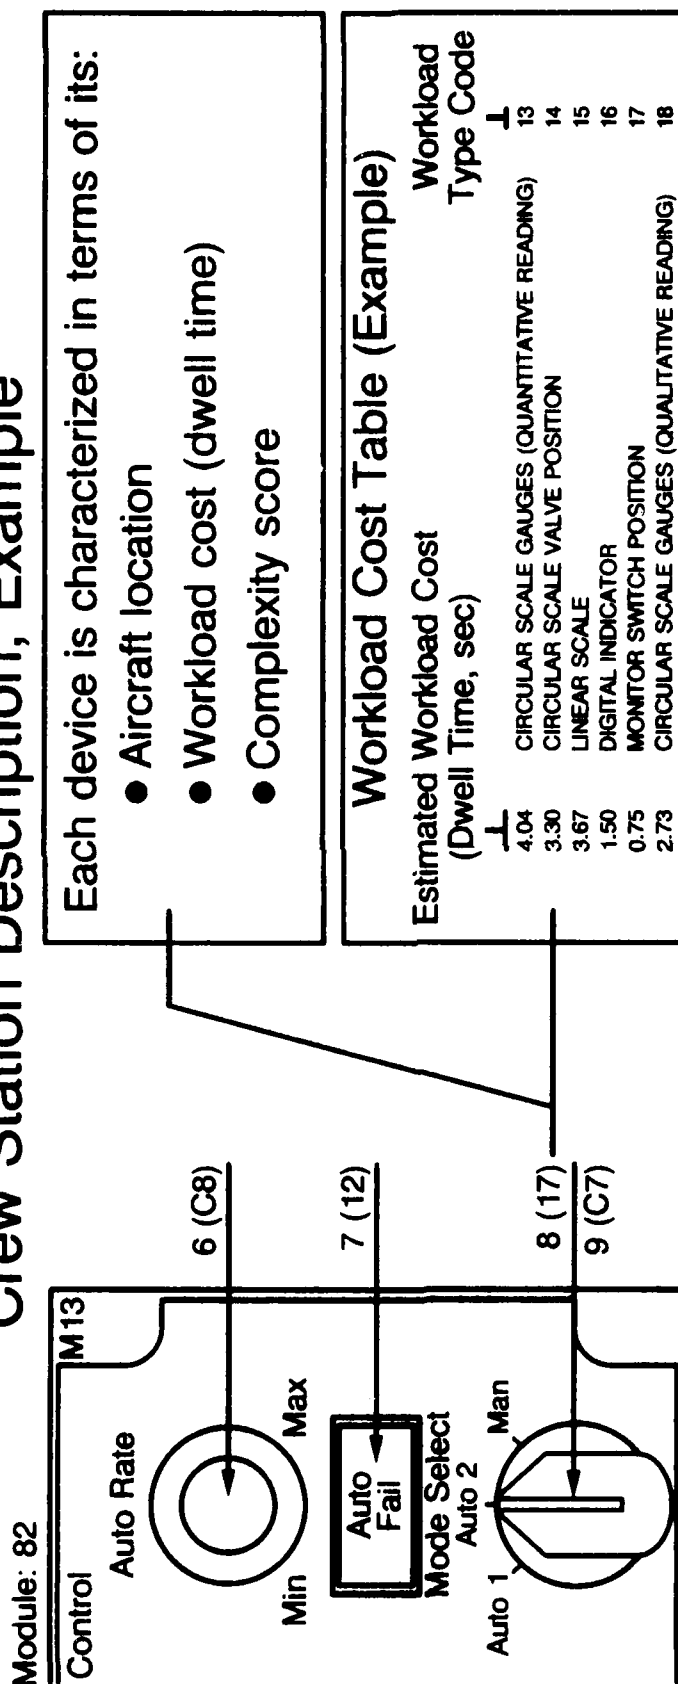 Crew Station Description, Example
Module: 82
Control
M13
Auto Rate
Min
Max
Auto
Fail
Mode Select
Auto 1
Auto 2
Man
6 (C8)
7 (12)
8 (17)
9 (C7)
Each device is characterized in terms of its:
● Aircraft location
● Workload cost (dwell time)
● Complexity score
Workload Cost Table (Example)
Estimated Workload Cost
(Dwell Time, sec)
Workload
Type Code
4.04 CIRCULAR SCALE GAUGES (QUANTITATIVE READING) 13
3.30 CIRCULAR SCALE VALVE POSITION 14
3.67 LINEAR SCALE 15
1.50 DIGITAL INDICATOR 16
0.75 MONITOR SWITCH POSITION 17
2.73 CIRCULAR SCALE GAUGES (QUALITATIVE READING) 18